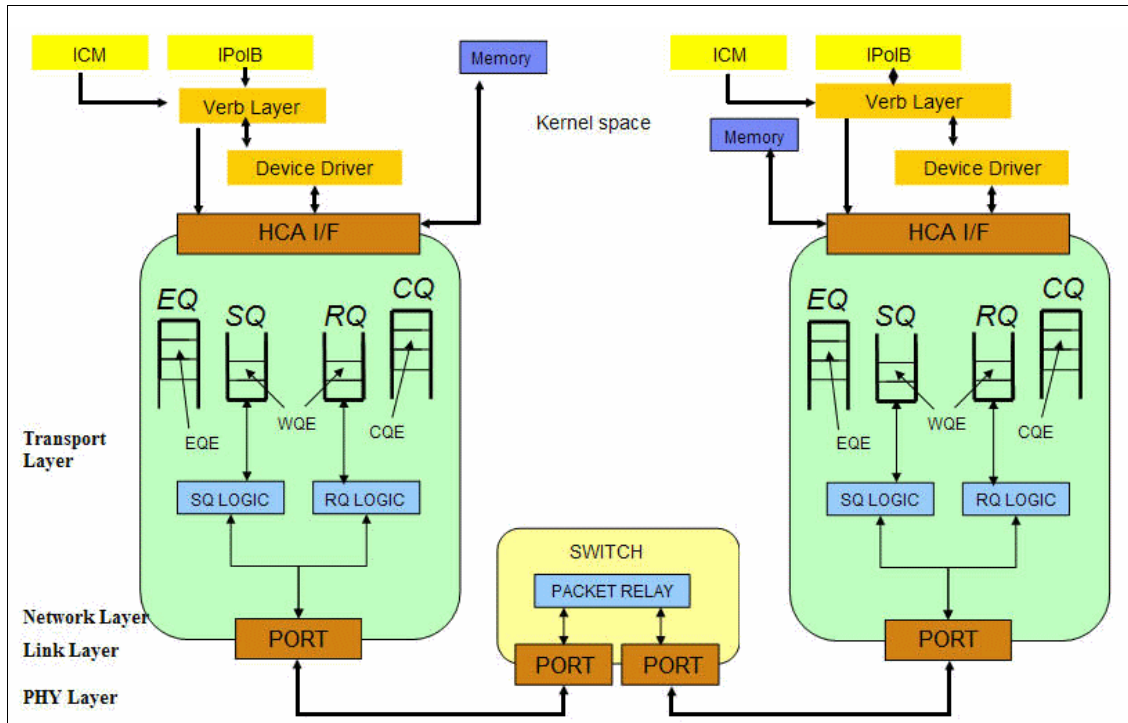 ICM
IPoIB
Memory
ICM
IPoIB
Verb Layer
Kernel space
Verb Layer
Memory
Device Driver
Device Driver
HCA I/F
HCA I/F
EQ
SQ
RQ
CQ
EQ
SQ
RQ
CQ
EQE
WQE
CQE
EQE
WQE
CQE
Transport
Layer
SQ LOGIC
RQ LOGIC
SQ LOGIC
RQ LOGIC
SWITCH
PACKET RELAY
Network Layer
PORT
PORT
Link Layer
PORT
PORT
PHY Layer